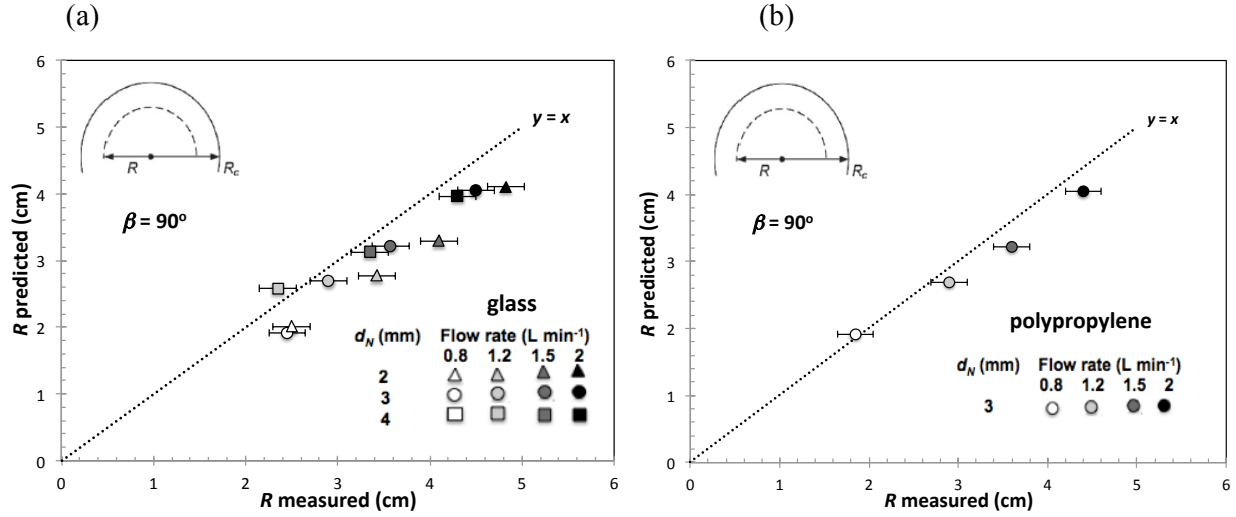 (a)
6
5
4
3
2
1
0
R predicted (cm)
R
R_c
β = 90°
y = x
glass
d_N (mm) Flow rate (L min⁻¹)
0.8 1.2 1.5 2
2
3
4
0 1 2 3 4 5 6
R measured (cm)
(b)
6
5
4
3
2
1
0
R predicted (cm)
R
R_c
β = 90°
y = x
polypropylene
d_N (mm) Flow rate (L min⁻¹)
0.8 1.2 1.5 2
3
0 1 2 3 4 5 6
R measured (cm)